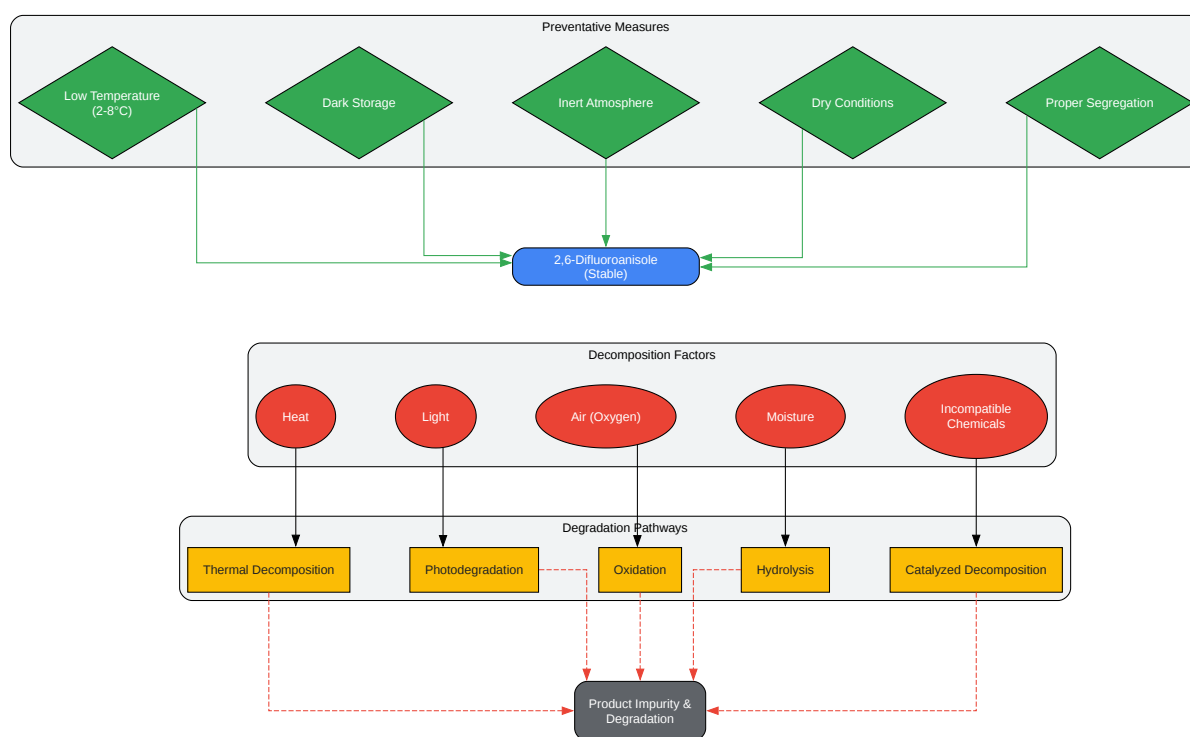 Preventative Measures
Low Temperature
(2-8°C)
Dark Storage
Inert Atmosphere
Dry Conditions
Proper Segregation
2,6-Difluoroanisole
(Stable)
Decomposition Factors
Heat
Light
Air (Oxygen)
Moisture
Incompatible
Chemicals
Degradation Pathways
Thermal Decomposition
Photodegradation
Oxidation
Hydrolysis
Catalyzed Decomposition
Product Impurity &
Degradation